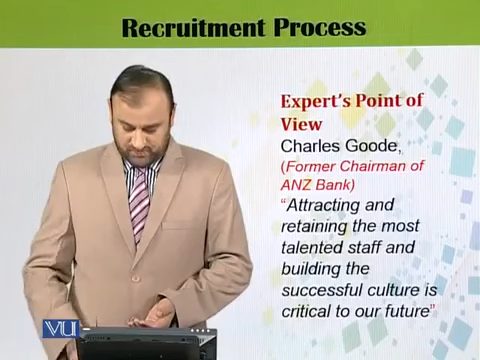 Recruitment Process
Expert's Point of
View
Charles Goode,
(Former Chairman of
ANZ Bank)
"Attracting and
retaining the most
talented staff and
building the
successful culture is
critical to our future"
VU